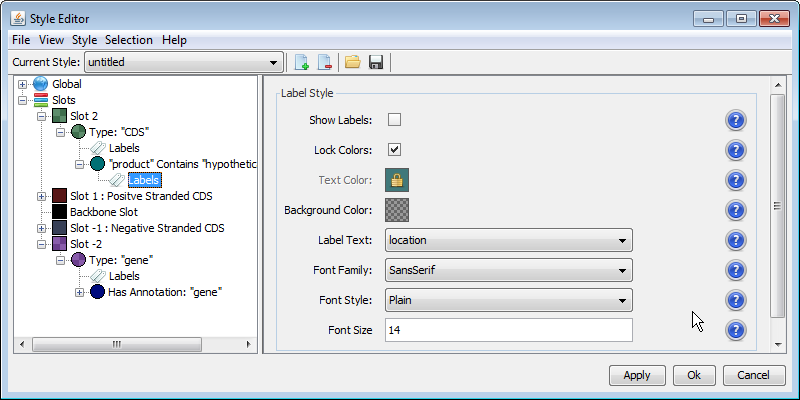 Style Editor
File View Style Selection Help
Current Style: untitled
Global
Slots
Slot 2
Type: "CDS"
Labels
"product" Contains "hypothetic
Labels
Slot 1 : Positve Stranded CDS
Backbone Slot
Slot -1 : Negative Stranded CDS
Slot -2
Type: "gene"
Labels
Has Annotation: "gene"
Label Style
Show Labels:
Lock Colors:
Text Color:
Background Color:
Label Text: location
Font Family: SansSerif
Font Style: Plain
Font Size 14
Apply Ok Cancel